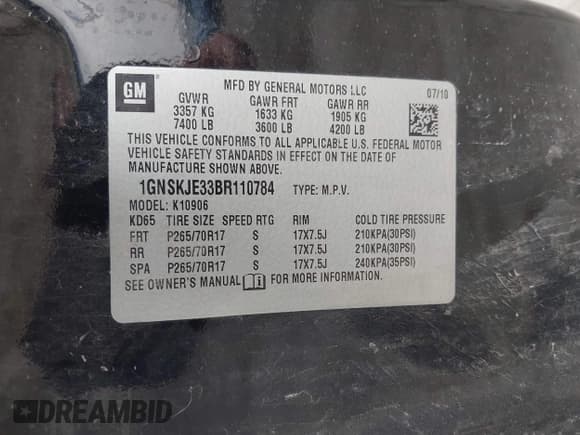 GM
MFD BY GENERAL MOTORS LLC
07/10
GVWR GAWR FRT GAWR RR
3357 KG 1633 KG 1905 KG
7400 LB 3600 LB 4200 LB
THIS VEHICLE CONFORMS TO ALL APPLICABLE U.S. FEDERAL MOTOR
VEHICLE SAFETY STANDARDS IN EFFECT ON THE DATE OF
MANUFACTURE SHOWN ABOVE.
1GNSKJE33BR110784 TYPE: M.P.V.
MODEL: K10906
KD65 TIRE SIZE SPEED RTG RIM COLD TIRE PRESSURE
FRT P265/70R17 S 17X7.5J 210KPA(30PSI)
RR P265/70R17 S 17X7.5J 210KPA(30PSI)
SPA P265/70R17 S 17X7.5J 240KPA(35PSI)
SEE OWNER'S MANUAL FOR MORE INFORMATION.
DREAMBID